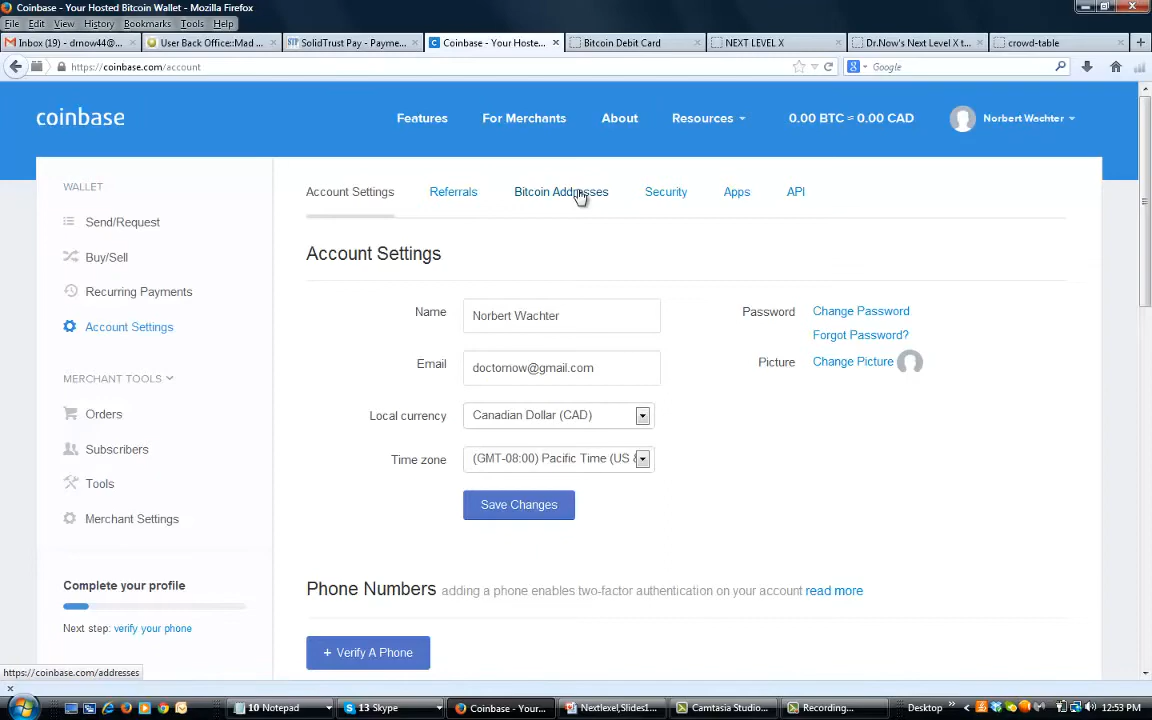 Coinbase - Your Hosted Bitcoin Wallet - Mozilla Firefox
File Edit View History Bookmarks Tools Help
Inbox (19) - drnow44@... × User Back Office::Mad ... × SolidTrust Pay - Payme... × Coinbase - Your Hoste... × Bitcoin Debit Card × NEXT LEVEL X × Dr.Now's Next Level X t... × crowd-table × +
https://coinbase.com/account Google
coinbase Features For Merchants About Resources 0.00 BTC = 0.00 CAD Norbert Wachter
WALLET
Send/Request
Buy/Sell
Recurring Payments
Account Settings
MERCHANT TOOLS
Orders
Subscribers
Tools
Merchant Settings
Complete your profile
Next step: verify your phone
Account Settings Referrals Bitcoin Addresses Security Apps API
Account Settings
Name Norbert Wachter
Email doctornow@gmail.com
Local currency Canadian Dollar (CAD)
Time zone (GMT-08:00) Pacific Time (US &
Save Changes
Password Change Password
Forgot Password?
Picture Change Picture
Phone Numbers adding a phone enables two-factor authentication on your account read more
+ Verify A Phone
https://coinbase.com/addresses
×
10 Notepad 13 Skype Coinbase - Your... Nextlexel,Slides1... Camtasia Studio... Recording... Desktop 12:53 PM